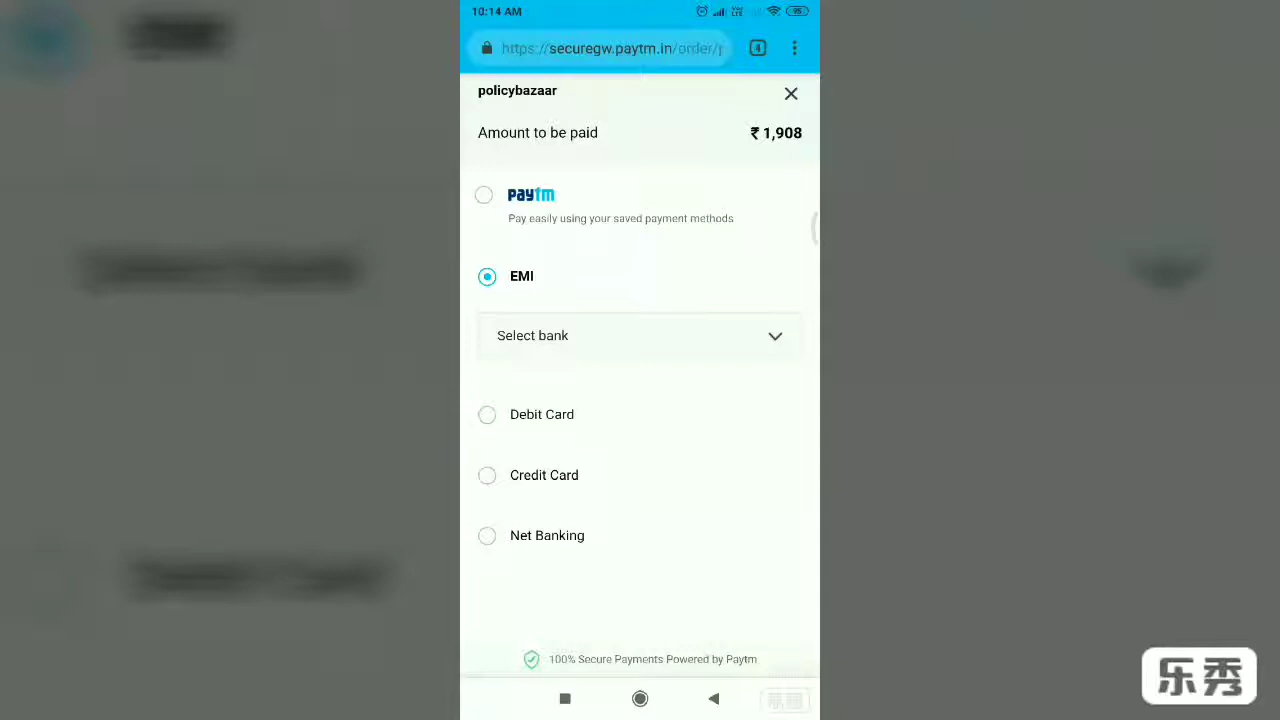 10:14 AM
95
https://securegw.paytm.in/order/p
4
policybazaar
Amount to be paid
₹ 1,908
paytm
Pay easily using your saved payment methods
EMI
Select bank
Debit Card
Credit Card
Net Banking
100% Secure Payments Powered by Paytm
乐秀